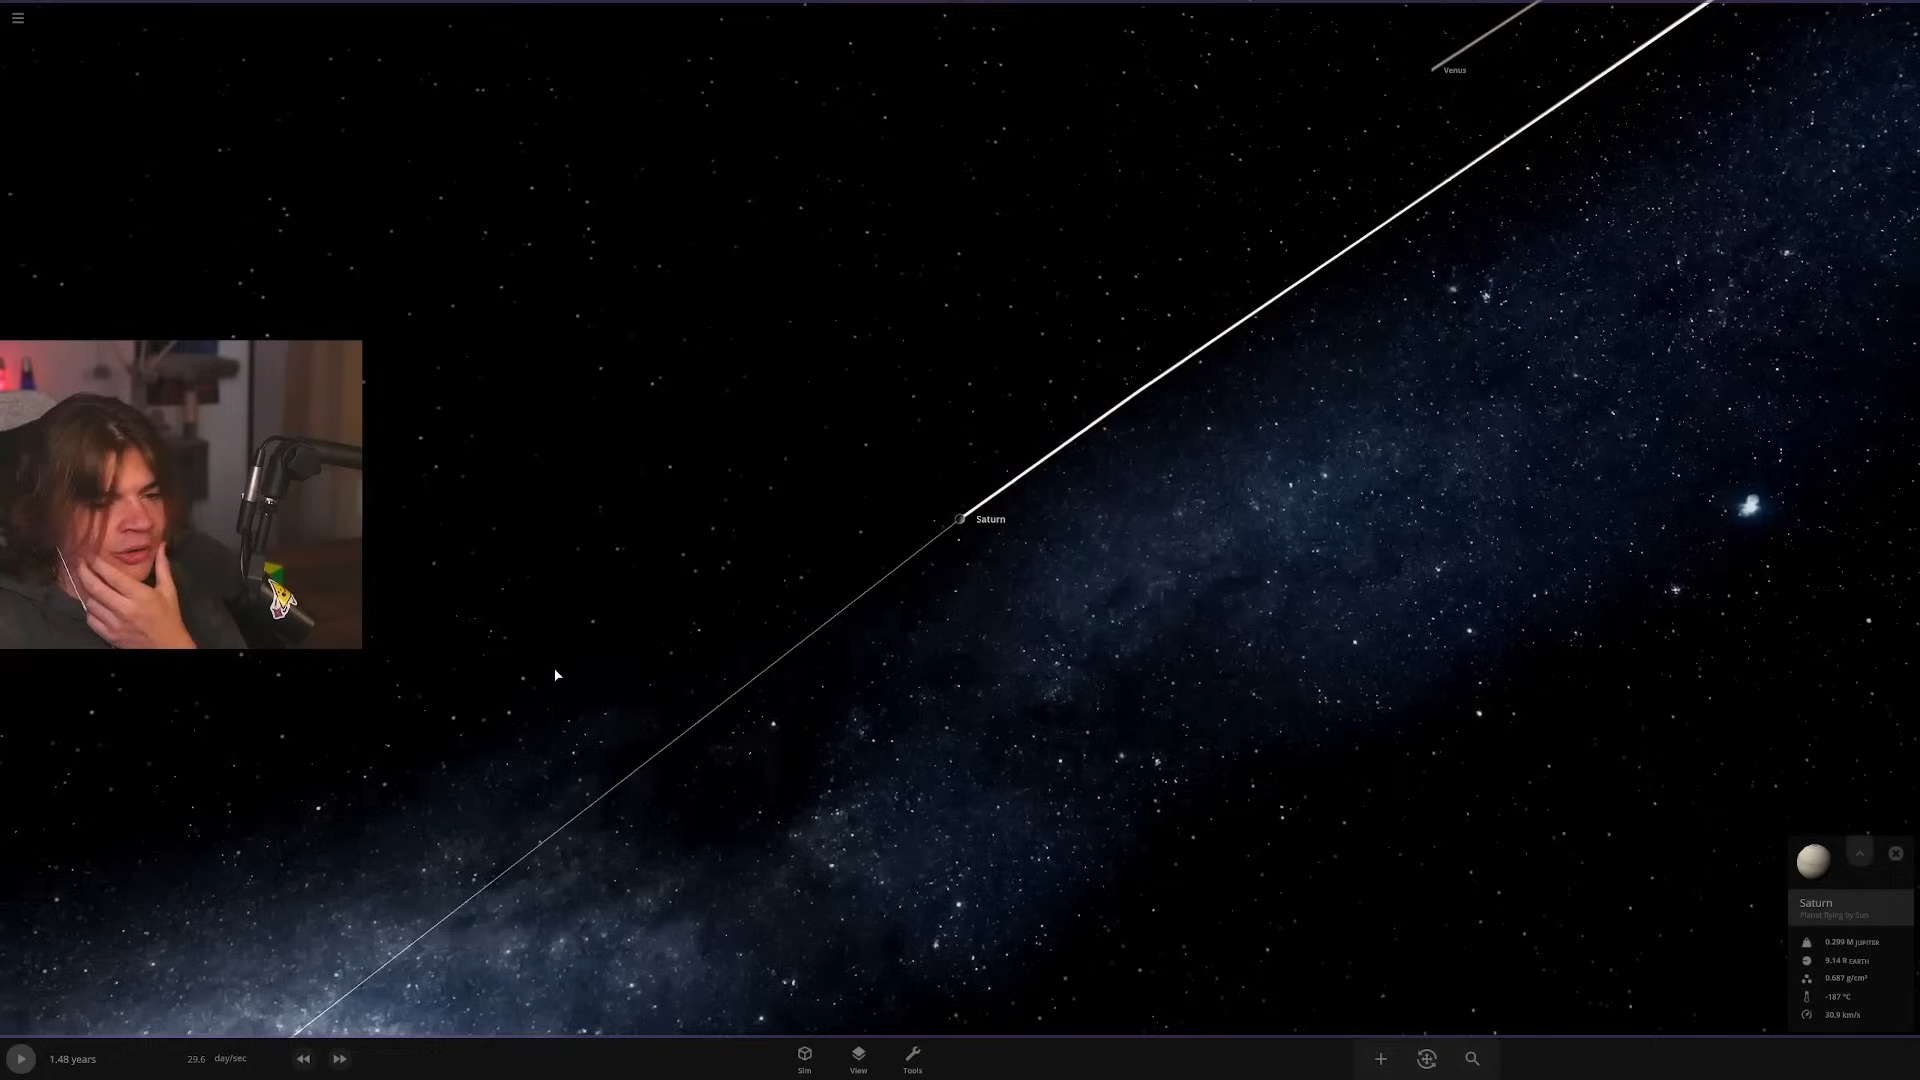 Venus
Saturn
Saturn
Planet flying by Sun
0.299 M JUPITER
9.14 R EARTH
0.687 g/cm³
-187 °C
30.9 km/s
1.48 years
29.6 day/sec
Sim
View
Tools